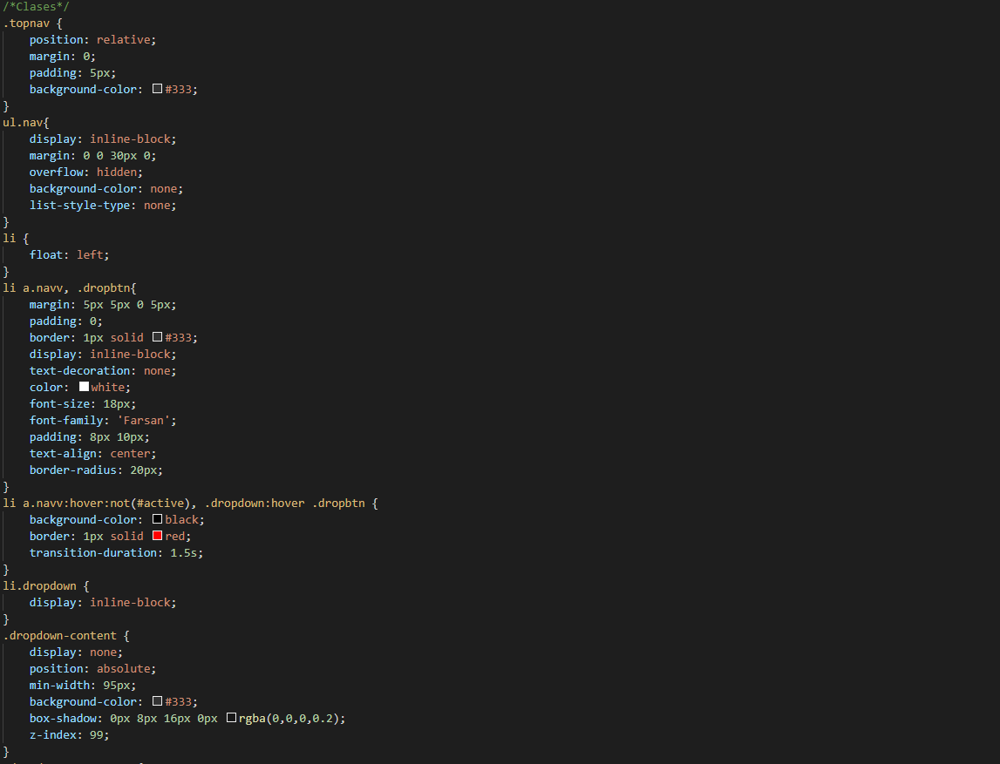 /*Clases*/
.topnav {
    position: relative;
    margin: 0;
    padding: 5px;
    background-color: #333;
}
ul.nav{
    display: inline-block;
    margin: 0 0 30px 0;
    overflow: hidden;
    background-color: none;
    list-style-type: none;
}
li {
    float: left;
}
li a.navv, .dropbtn{
    margin: 5px 5px 0 5px;
    padding: 0;
    border: 1px solid #333;
    display: inline-block;
    text-decoration: none;
    color: white;
    font-size: 18px;
    font-family: 'Farsan';
    padding: 8px 10px;
    text-align: center;
    border-radius: 20px;
}
li a.navv:hover:not(#active), .dropdown:hover .dropbtn {
    background-color: black;
    border: 1px solid red;
    transition-duration: 1.5s;
}
li.dropdown {
    display: inline-block;
}
.dropdown-content {
    display: none;
    position: absolute;
    min-width: 95px;
    background-color: #333;
    box-shadow: 0px 8px 16px 0px rgba(0,0,0,0.2);
    z-index: 99;
}